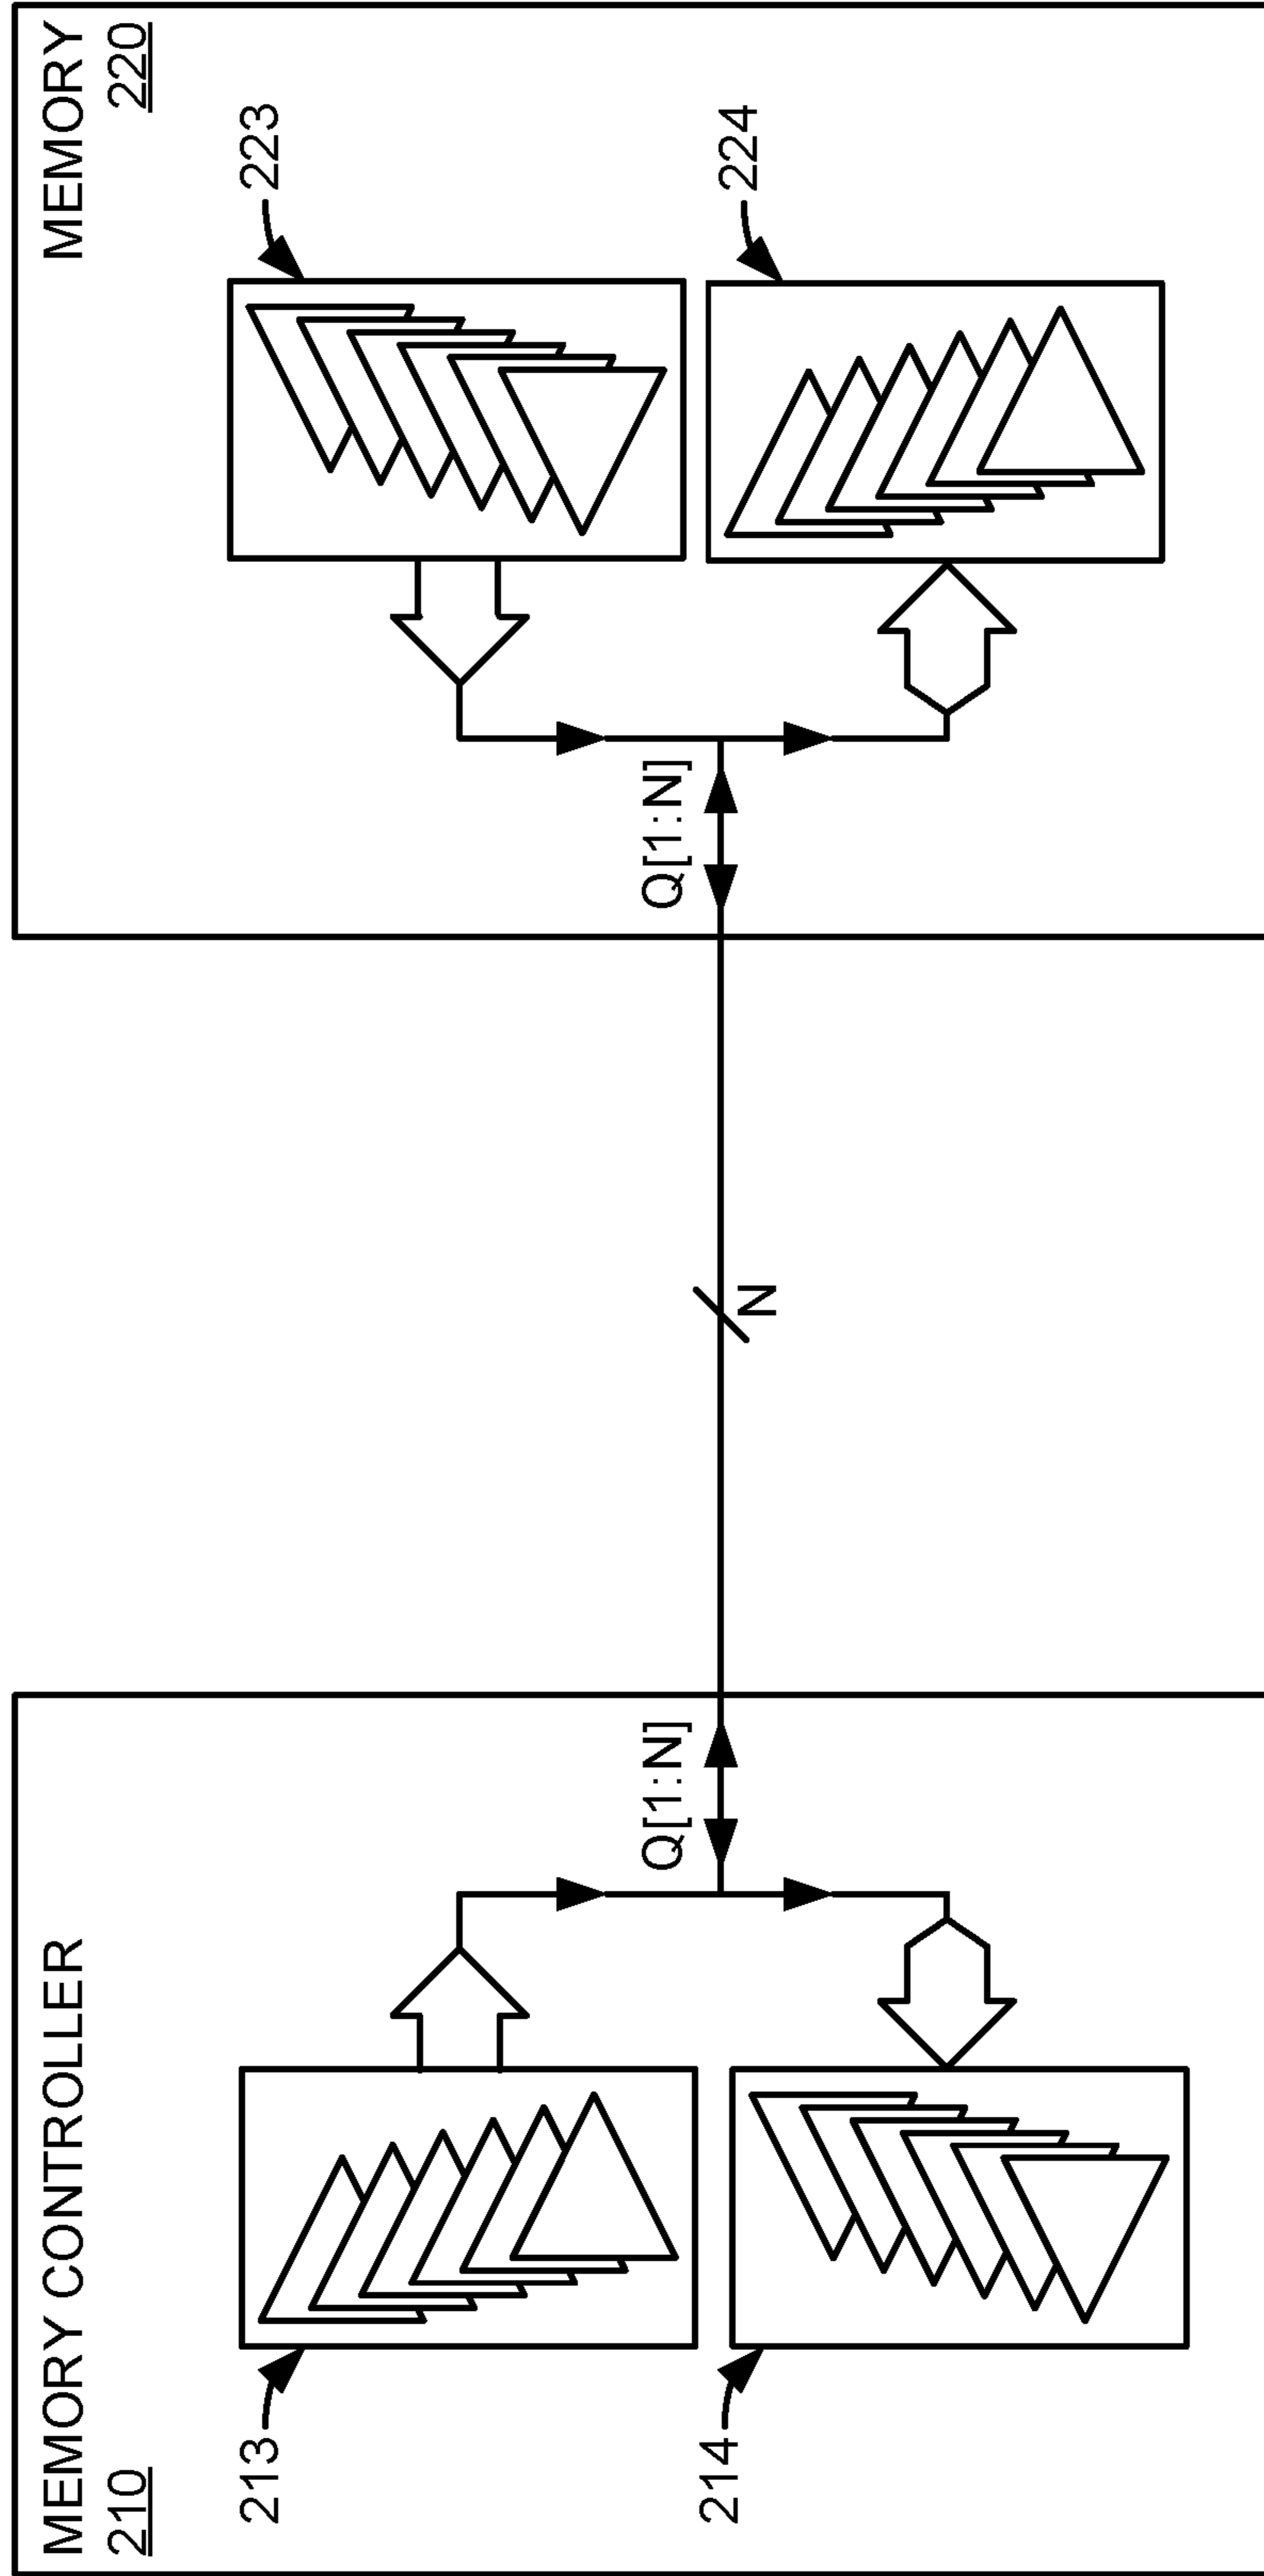 MEMORY CONTROLLER
210
213
214
Q[1:N]
N
Q[1:N]
MEMORY
220
223
224